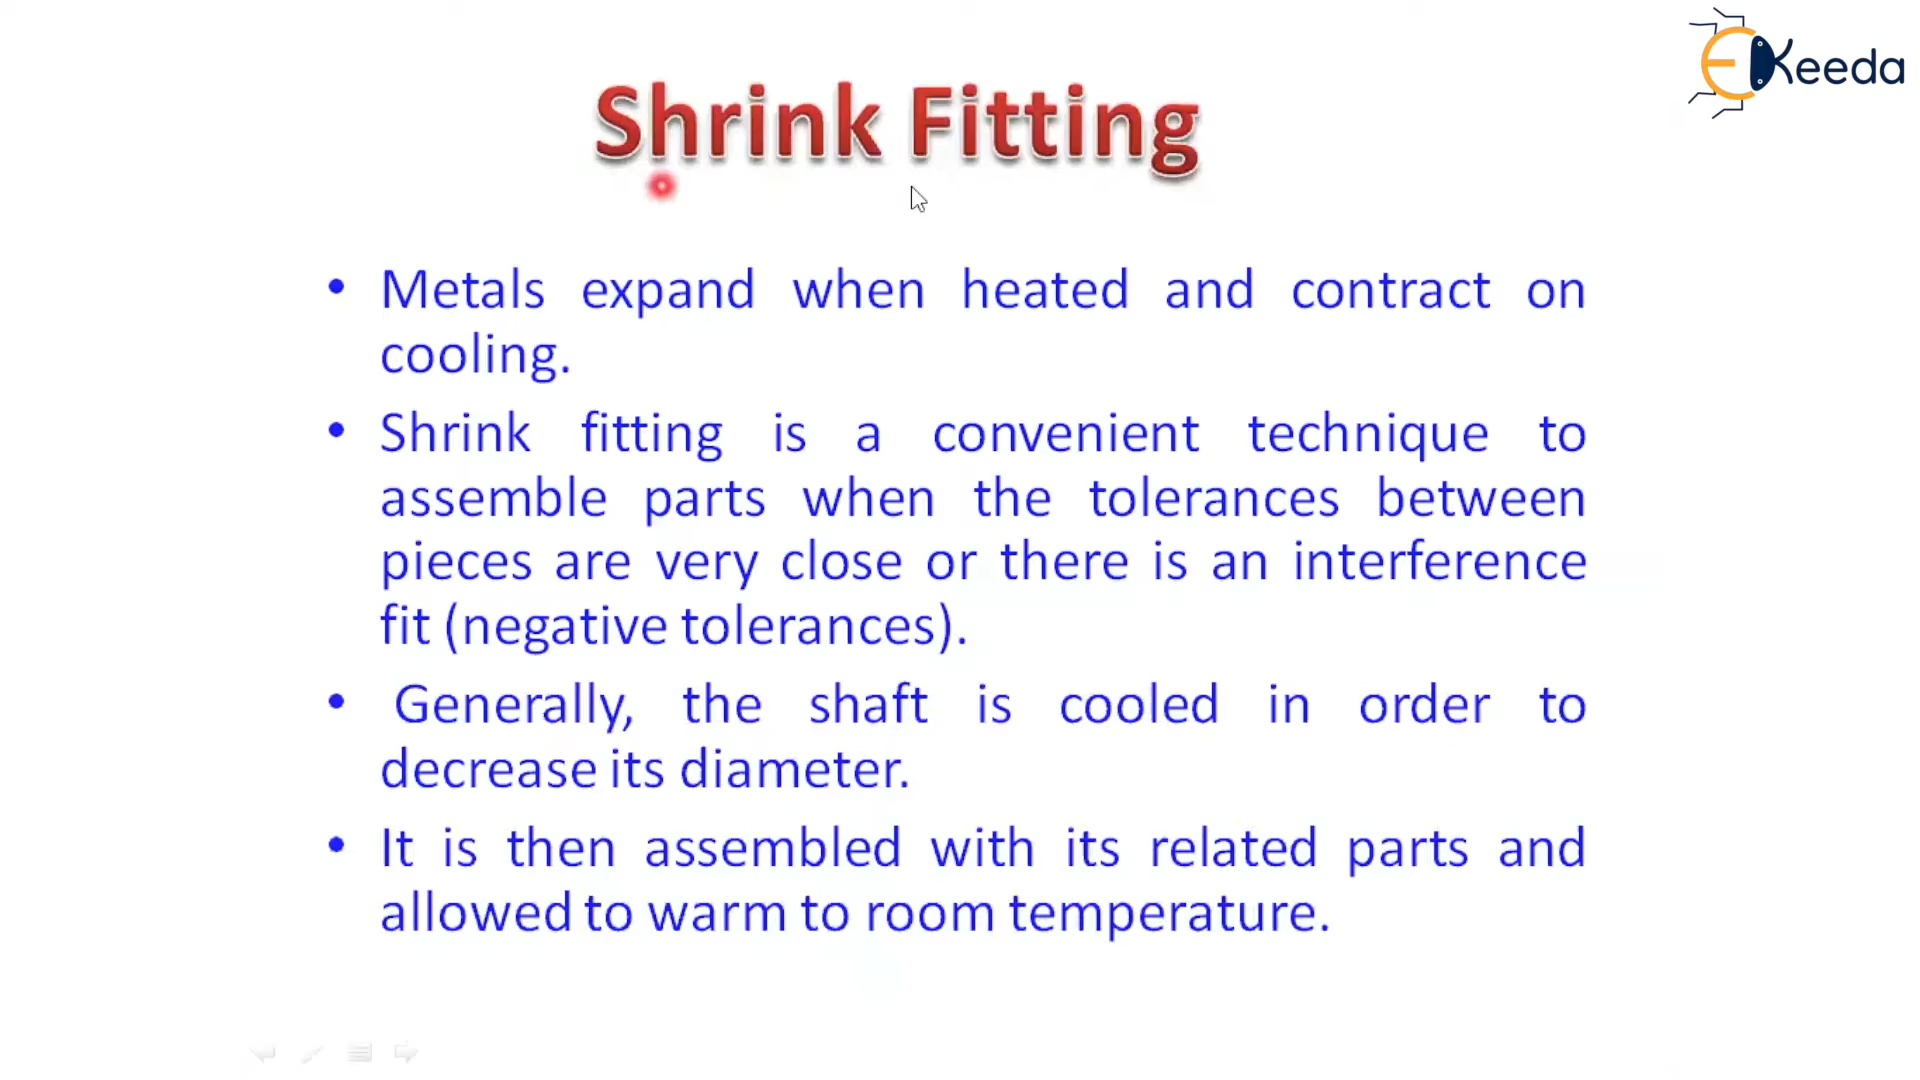 EKeeda
Shrink Fitting
• Metals expand when heated and contract on
cooling.
• Shrink fitting is a convenient technique to
assemble parts when the tolerances between
pieces are very close or there is an interference
fit (negative tolerances).
• Generally, the shaft is cooled in order to
decrease its diameter.
• It is then assembled with its related parts and
allowed to warm to room temperature.